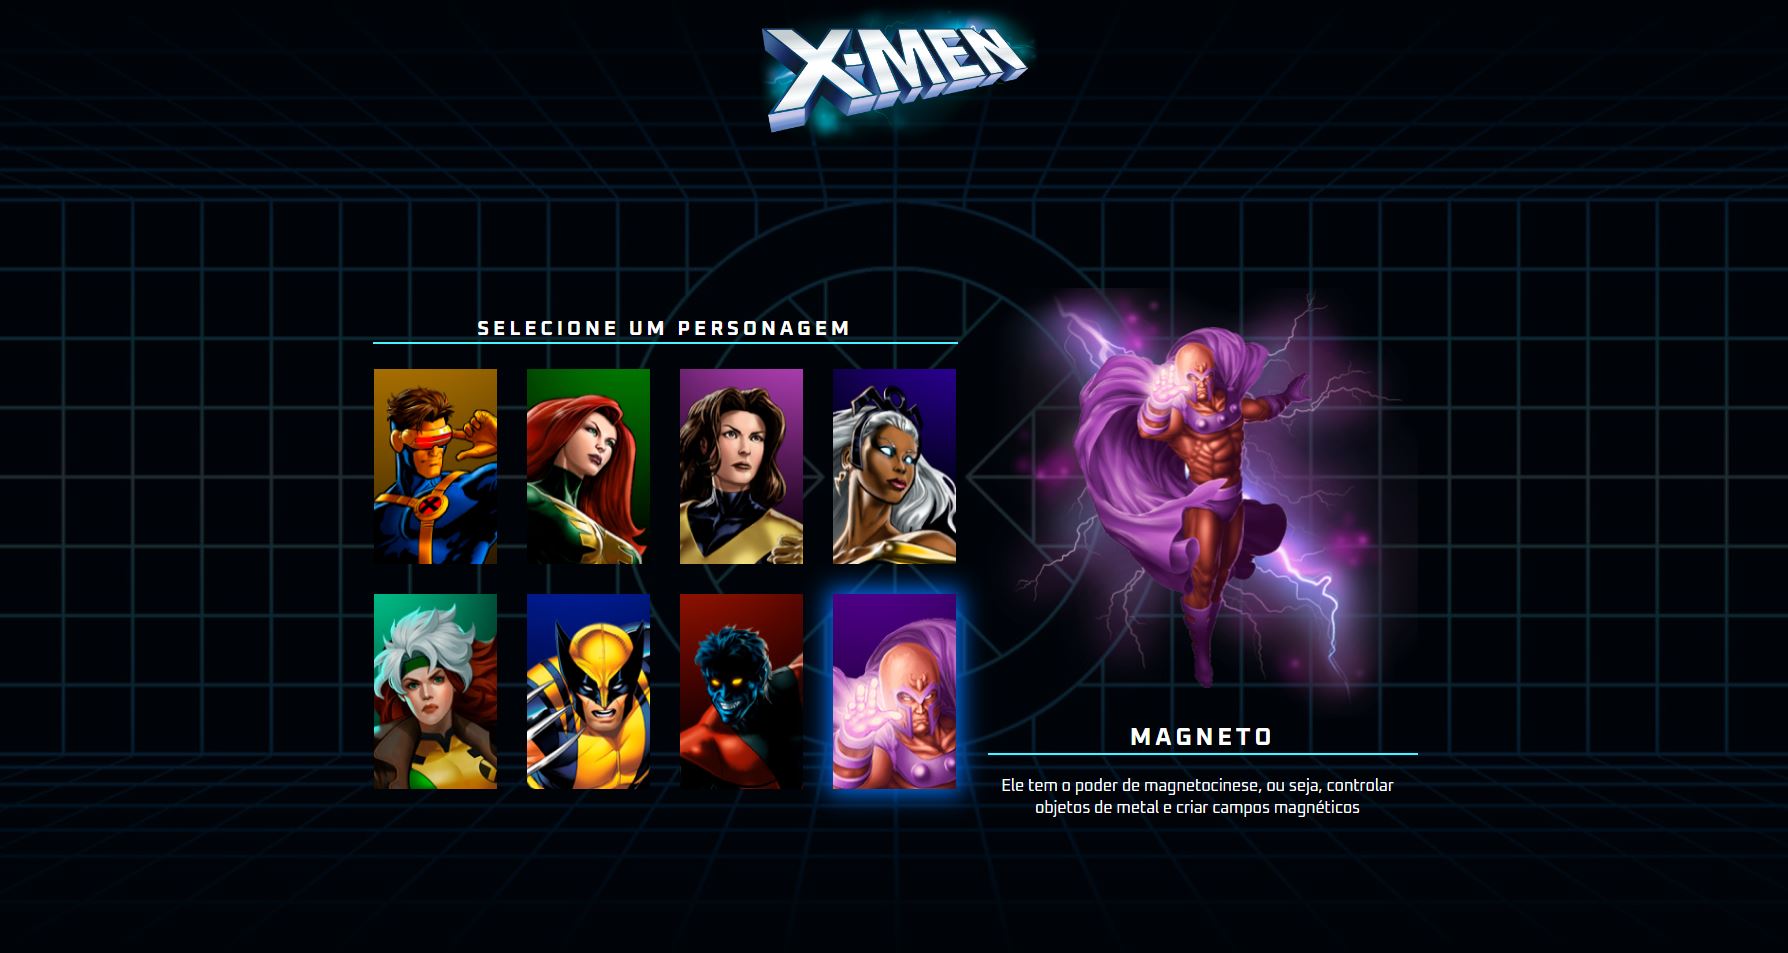 X-MEN
SELECIONE UM PERSONAGEM
MAGNETO
Ele tem o poder de magnetocinese, ou seja, controlar
objetos de metal e criar campos magnéticos